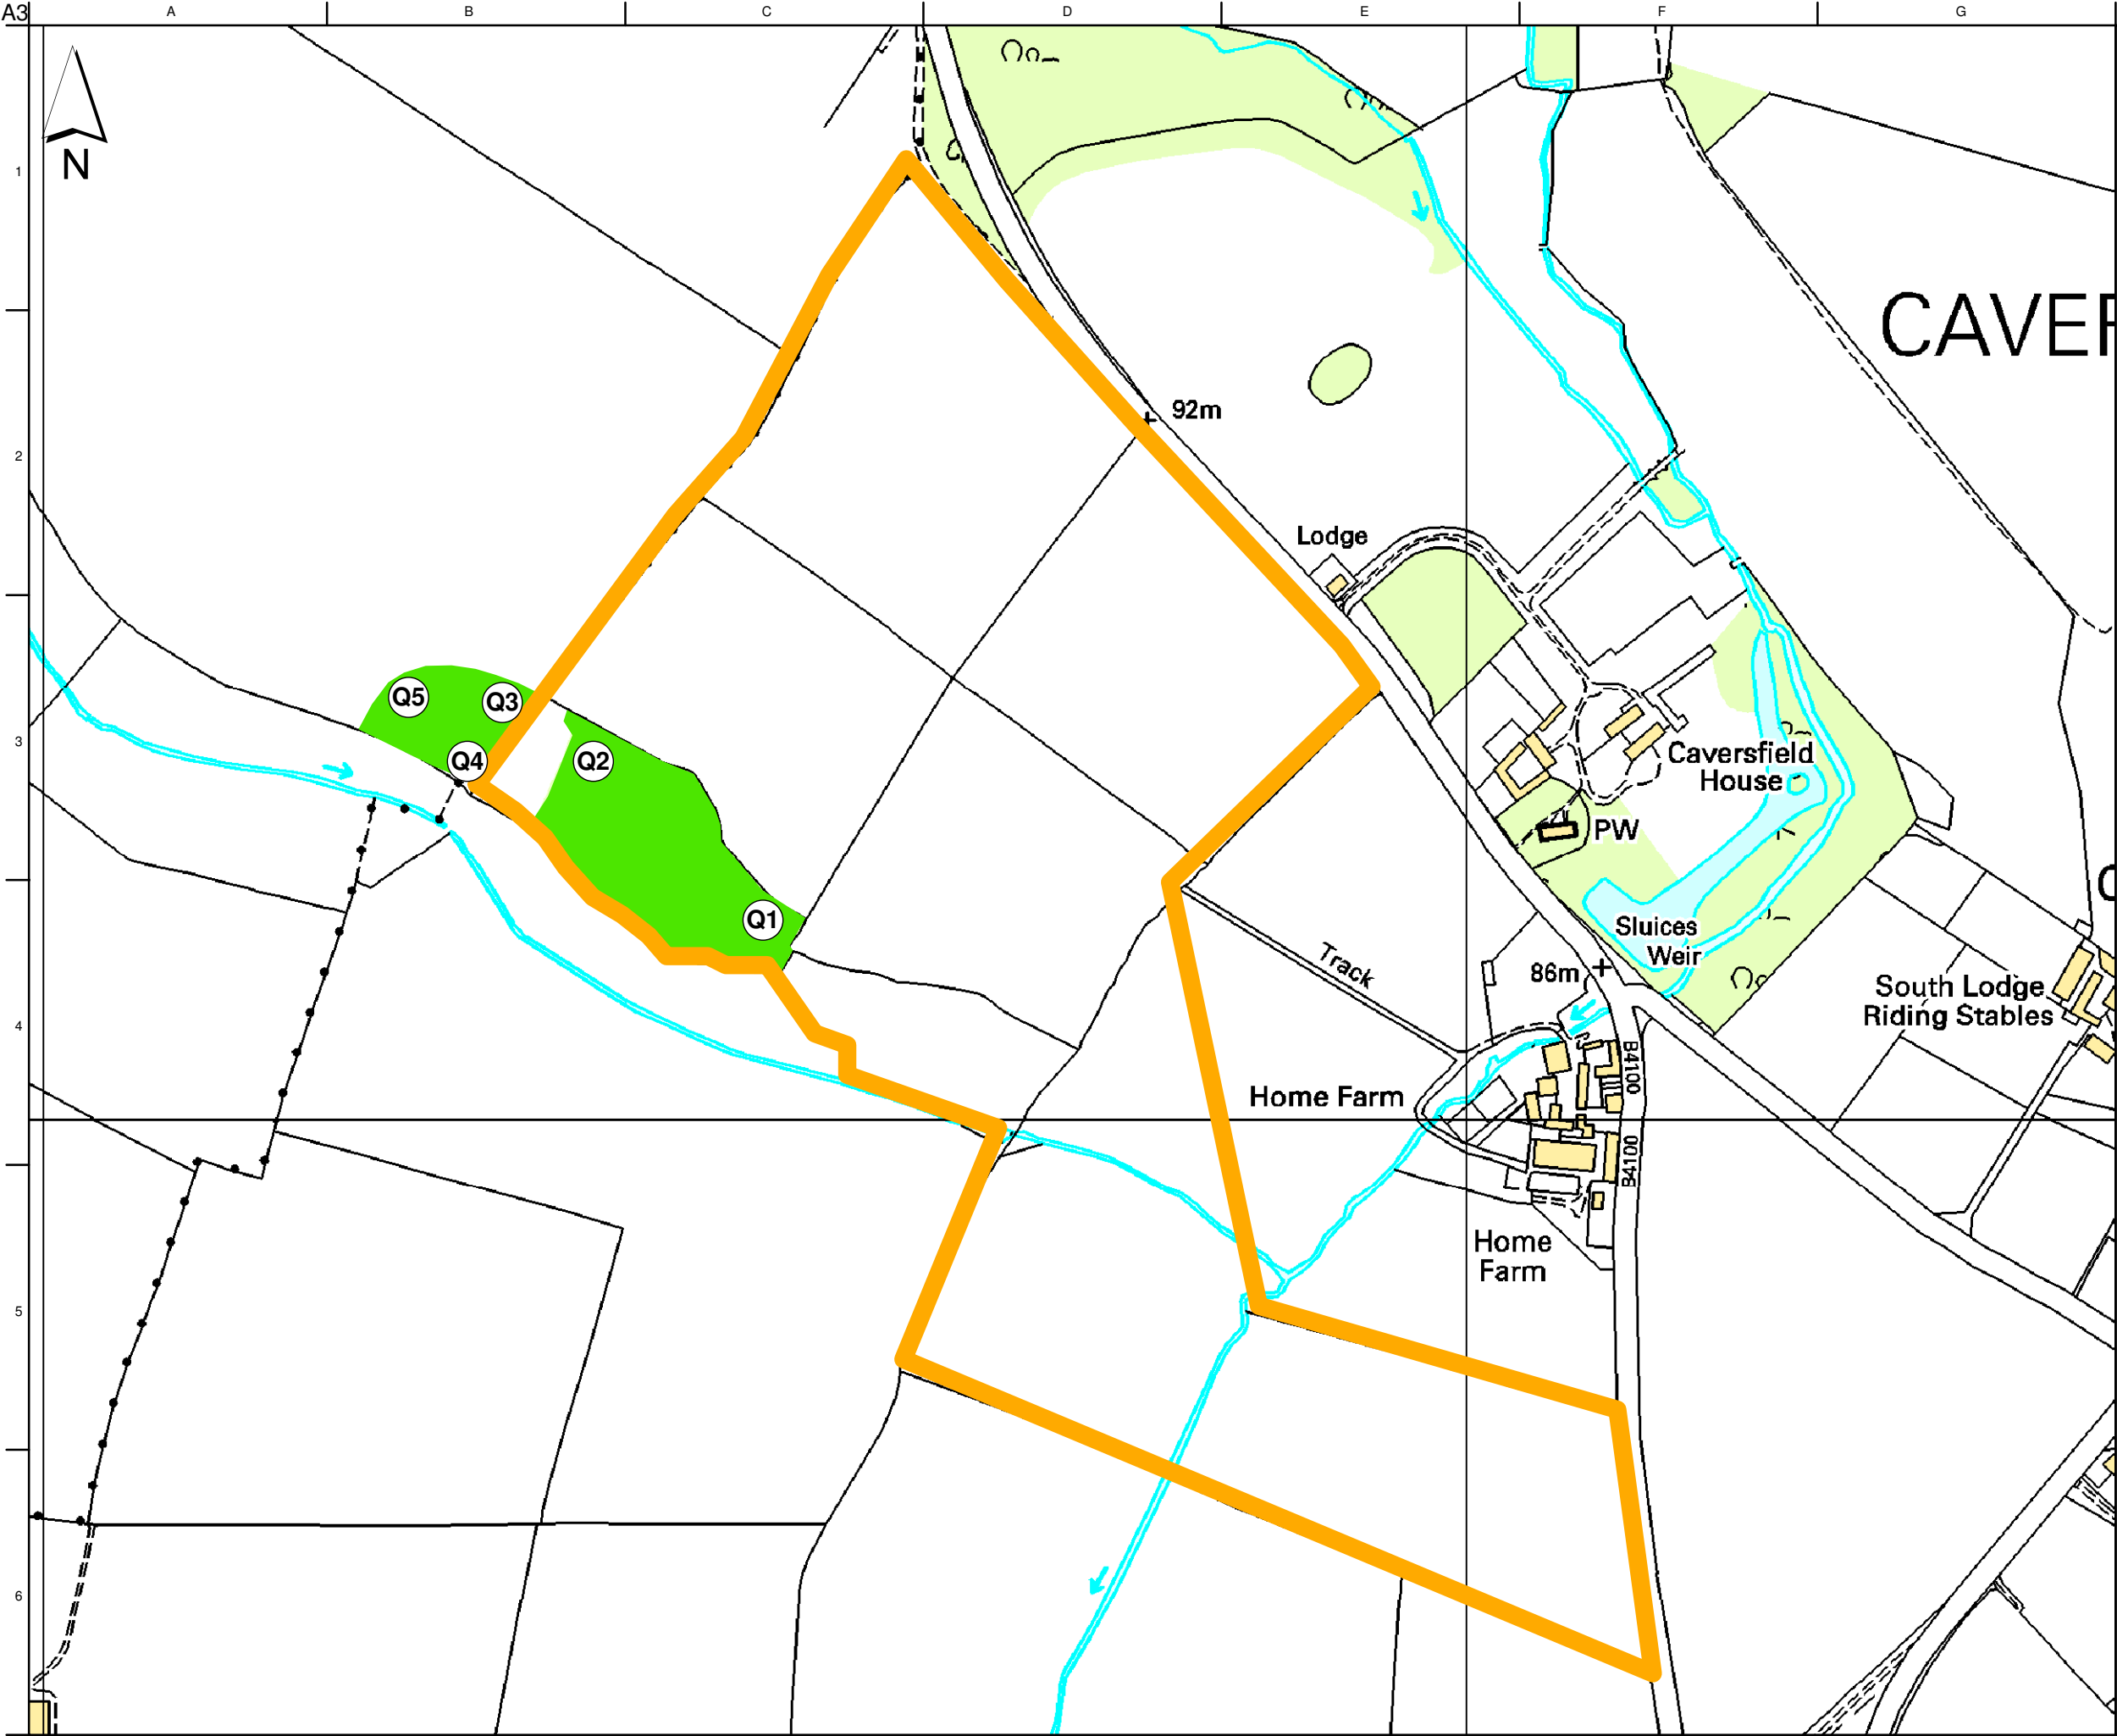 A3
A
B
C
D
E
F
G
N
1
CAVER
92m
2
Lodge
Q5
Q3
3
Q4
Q2
Caversfield
House
PW
Q1
Sluices
Weir
Track
86m
South Lodge
Riding Stables
4
B4100
Home Farm
B4100
Home
Farm
5
6